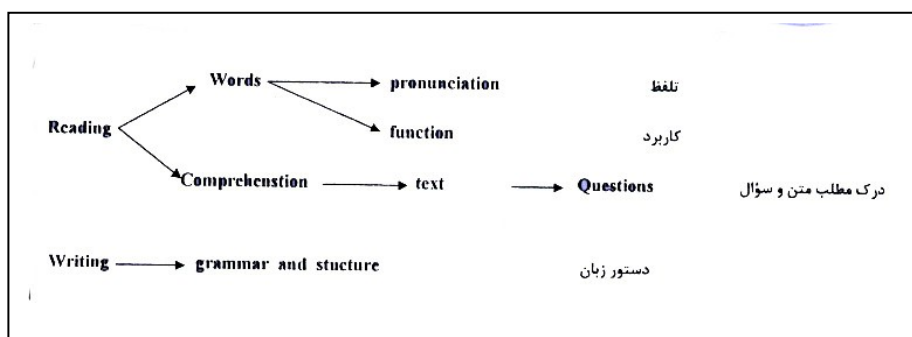 Words pronunciation تلفظ
Reading function کاربرد
Comprehenstion text Questions درک مطلب متن و سؤال
Writing grammar and stucture دستور زبان